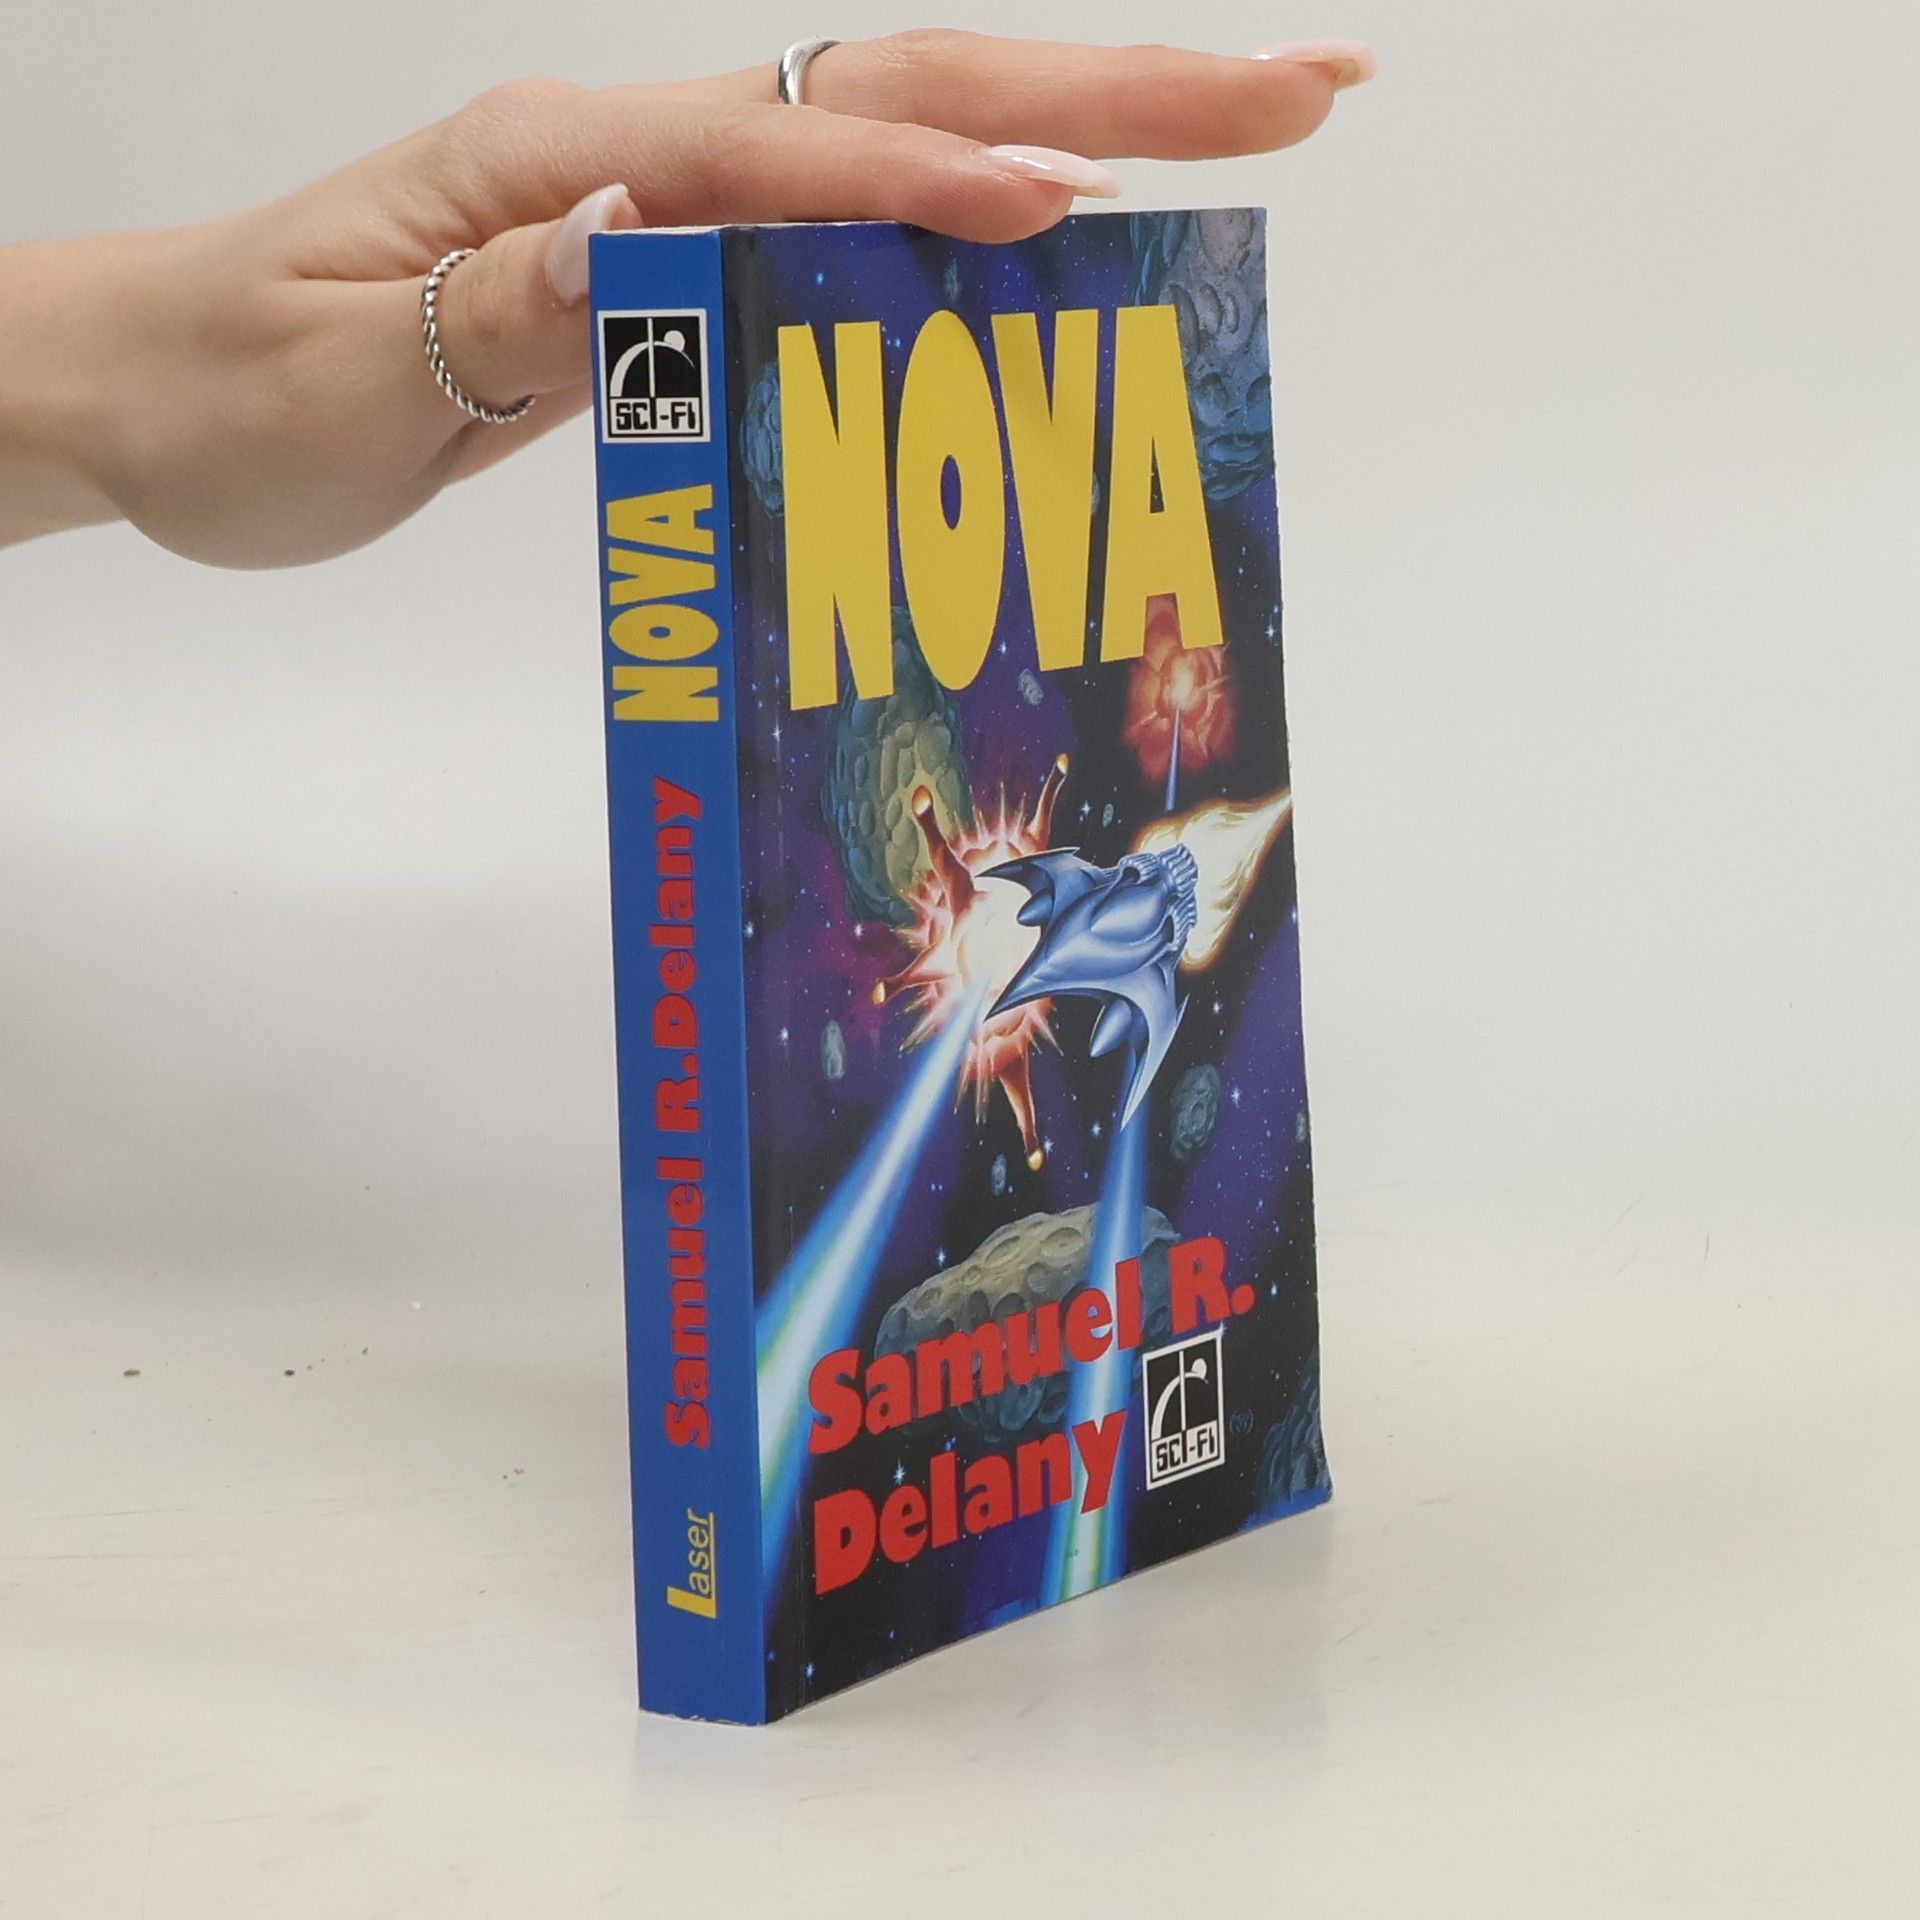 SCI-FI
NOVA
Samuel R.Delany
Laser
NOVA
Samuel R.
Delany
SCI-FI